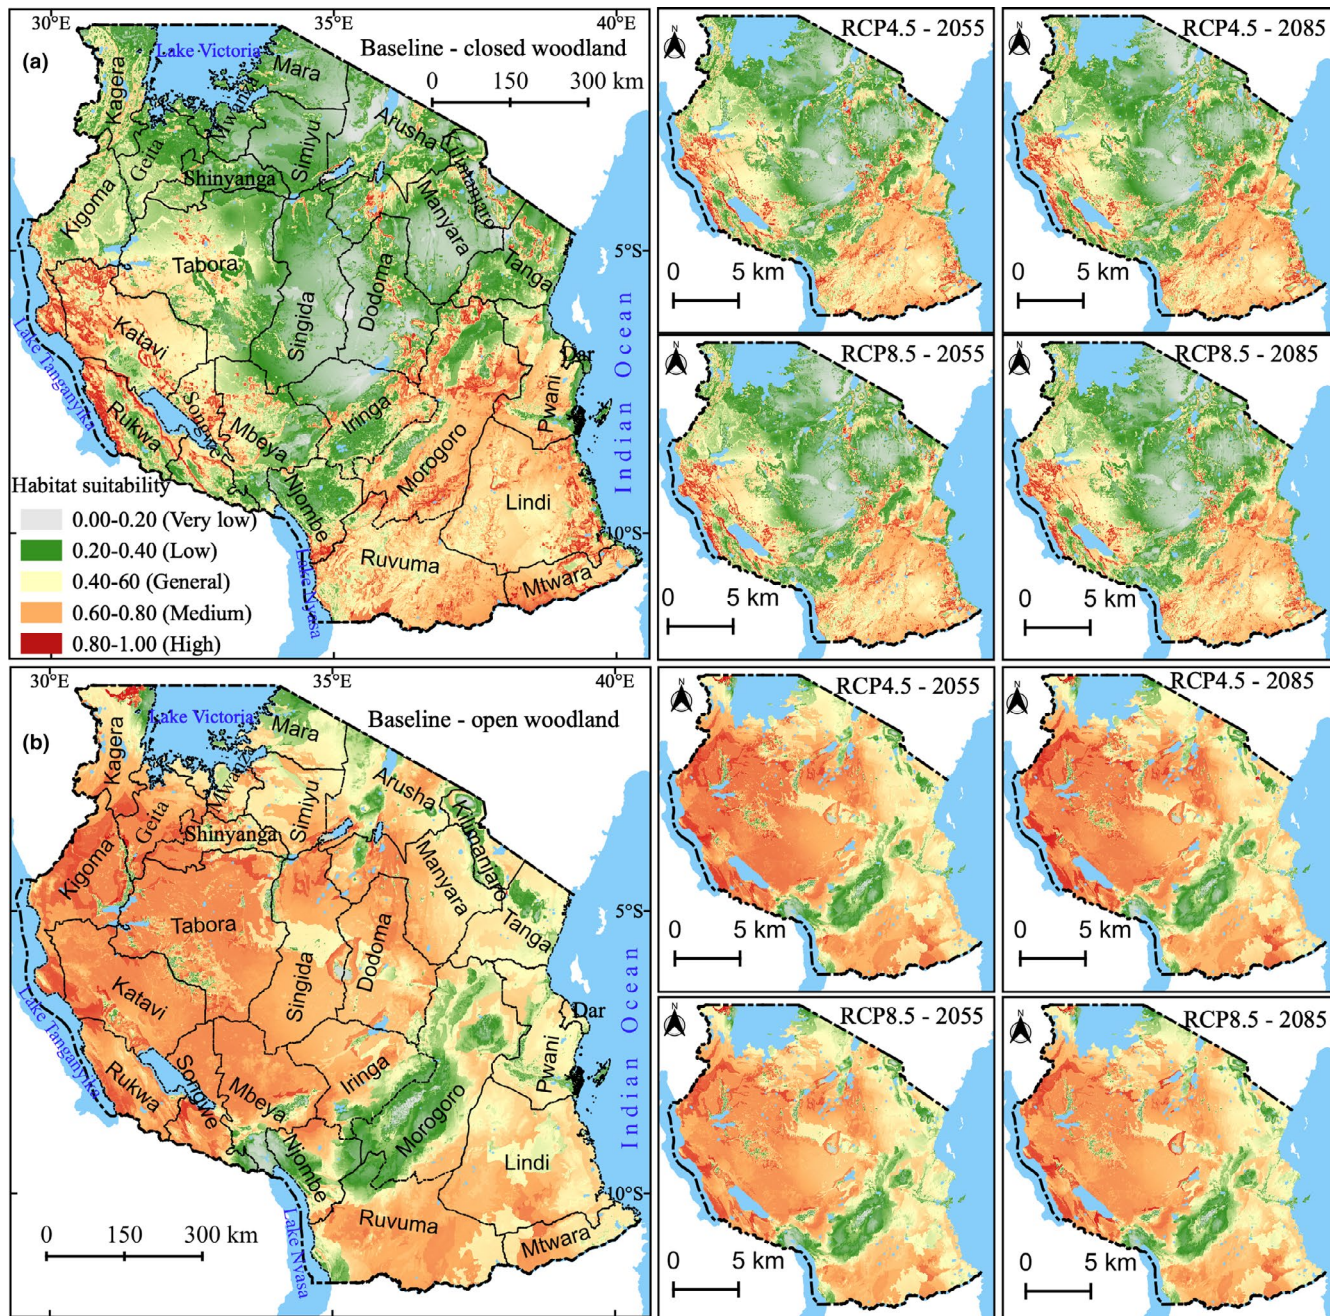 30°E
35°E
40°E
(a)
Lake Victoria
Baseline - closed woodland
0 150 300 km
Kagera
Mara
Mwanza
Geita
Simiyu
Arusha
Kilimanjaro
Shinyanga
Kigoma
Manyara
5°S
Tabora
Tanga
Singida
Dodoma
Katavi
Dar
Lake Tanganyika
Pwani
Rukwa
Songwe
Mbeya
Iringa
Morogoro
Indian Ocean
Habitat suitability
0.00-0.20 (Very low)
0.20-0.40 (Low)
0.40-60 (General)
0.60-0.80 (Medium)
0.80-1.00 (High)
Njombe
Lindi
10°S
Ruvuma
Mtwara
Lake Nyasa
N
RCP4.5 - 2055
0 5 km
N
RCP4.5 - 2085
0 5 km
N
RCP8.5 - 2055
0 5 km
N
RCP8.5 - 2085
0 5 km
30°E
35°E
40°E
(b)
Lake Victoria
Baseline - open woodland
Kagera
Mara
Mwanza
Geita
Simiyu
Arusha
Kilimanjaro
Shinyanga
Kigoma
Manyara
5°S
Tabora
Tanga
Singida
Dodoma
Katavi
Dar
Lake Tanganyika
Pwani
Rukwa
Songwe
Mbeya
Iringa
Morogoro
Indian Ocean
Njombe
Lindi
10°S
Ruvuma
Mtwara
Lake Nyasa
0 150 300 km
N
RCP4.5 - 2055
0 5 km
N
RCP4.5 - 2085
0 5 km
N
RCP8.5 - 2055
0 5 km
N
RCP8.5 - 2085
0 5 km